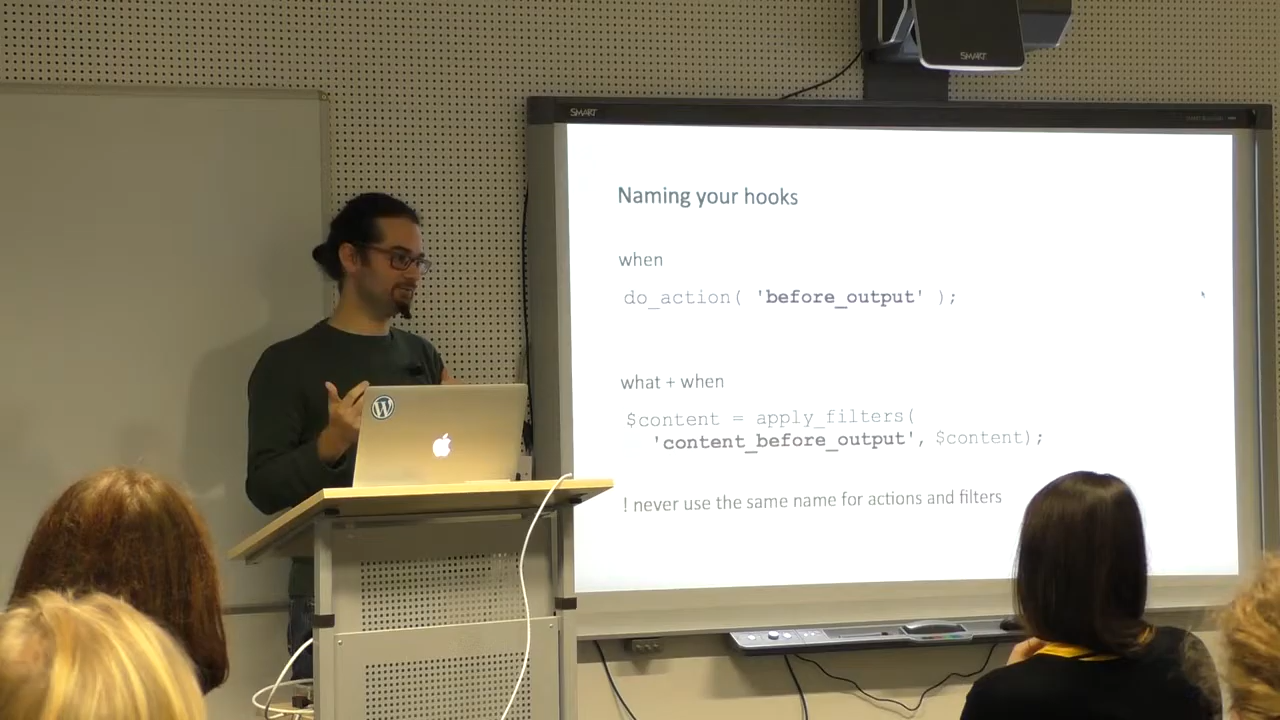 SMART
SMART
Naming your hooks
when
do_action( 'before_output' );
what + when
$content = apply_filters(
'content_before_output', $content);
! never use the same name for actions and filters